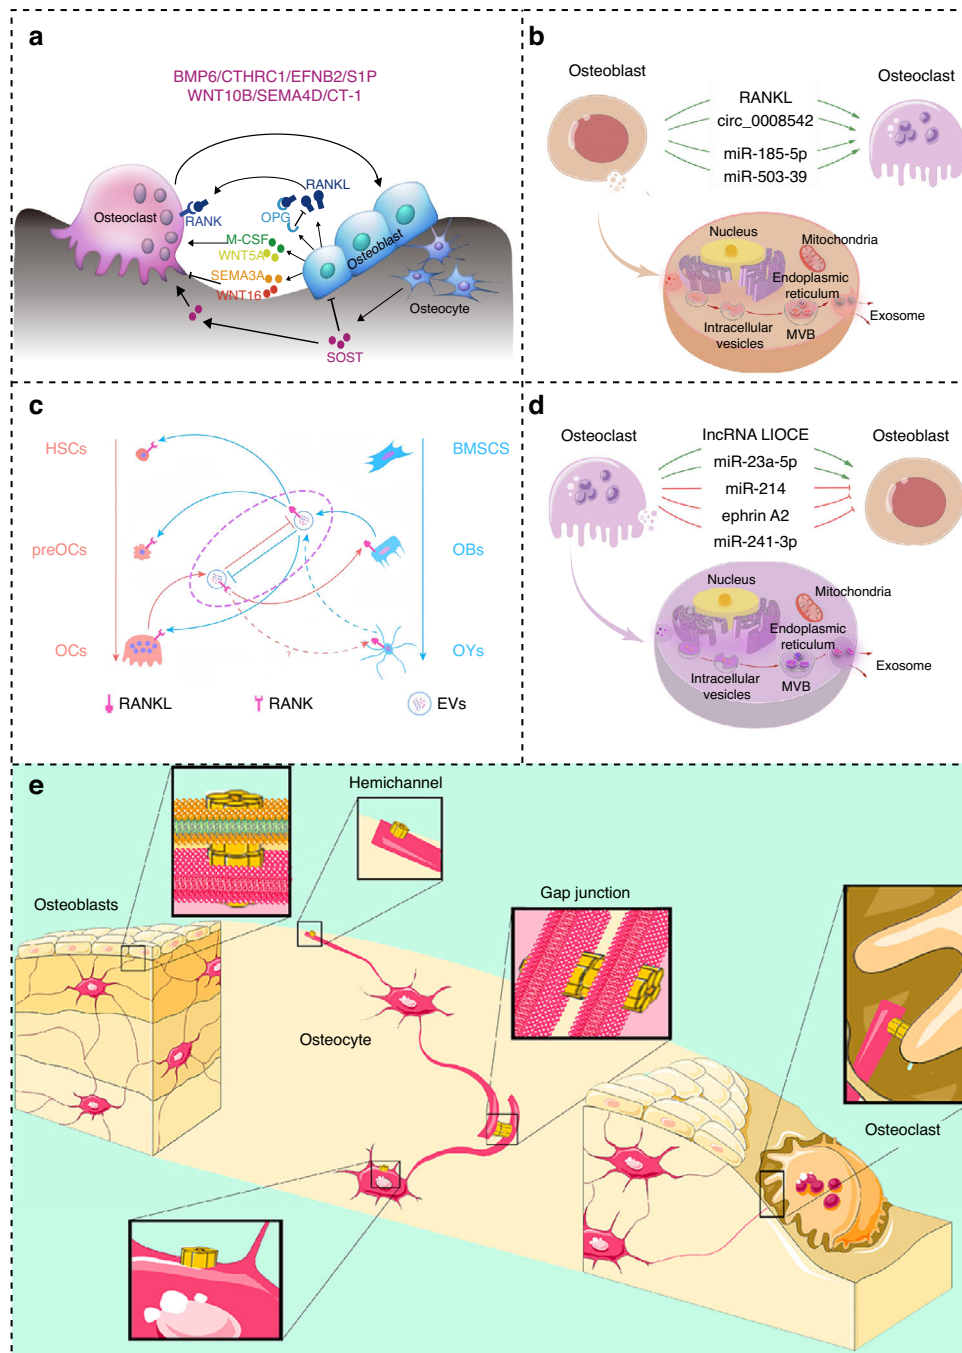 a
BMP6/CTHRC1/EFNB2/S1P
WNT10B/SEMA4D/CT-1
Osteoclast
RANK
RANKL
OPG
M-CSF
WNT5A
SEMA3A
WNT16
Osteoblast
Osteocyte
SOST
b
Osteoblast
Osteoclast
RANKL
circ_0008542
miR-185-5p
miR-503-39
Nucleus
Mitochondria
Endoplasmic
reticulum
Intracellular
vesicles
MVB
Exosome
c
HSCs
BMSCS
preOCs
OBs
OCs
OYs
?
RANKL
RANK
EVs
d
Osteoclast
Osteoblast
lncRNA LIOCE
miR-23a-5p
miR-214
ephrin A2
miR-241-3p
Nucleus
Mitochondria
Endoplasmic
reticulum
Intracellular
vesicles
MVB
Exosome
e
Hemichannel
Osteoblasts
Gap junction
Osteocyte
Osteoclast